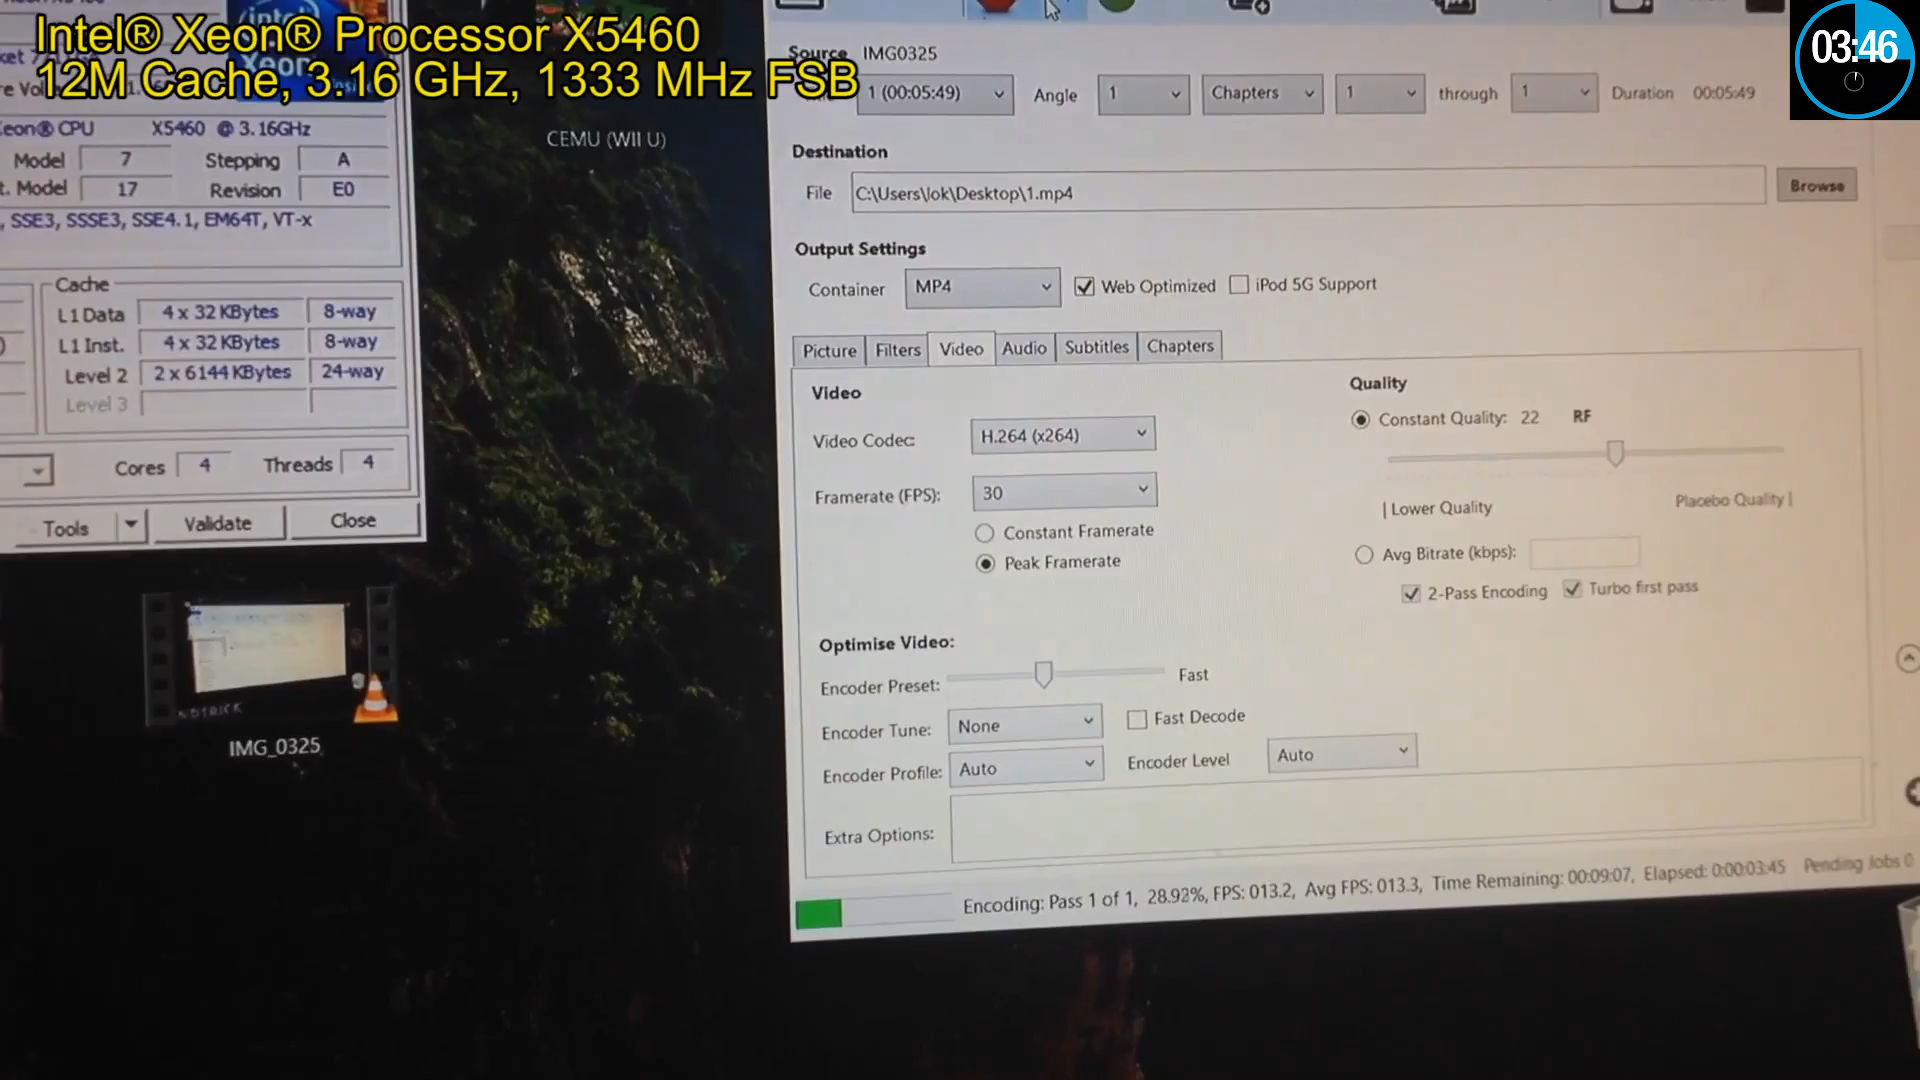 Intel® Xeon® Processor X5460
12M Cache, 3.16 GHz, 1333 MHz FSB
03:46
Xeon
CPU X5460 @ 3.16GHz
Model 7 Stepping A
Model 17 Revision E0
, SSE3, SSSE3, SSE4.1, EM64T, VT-x
Cache
L1 Data 4 x 32 KBytes 8-way
L1 Inst. 4 x 32 KBytes 8-way
Level 2 2 x 6144 KBytes 24-way
Level 3
Cores 4 Threads 4
Tools Validate Close
CEMU (WII U)
IMG_0325
Source IMG0325
1 (00:05:49) Angle 1 Chapters 1 through 1 Duration 00:05:49
Destination
File C:\Users\lok\Desktop\1.mp4 Browse
Output Settings
Container MP4 Web Optimized iPod 5G Support
Picture Filters Video Audio Subtitles Chapters
Video
Video Codec: H.264 (x264)
Framerate (FPS): 30
Constant Framerate
Peak Framerate
Quality
Constant Quality: 22 RF
| Lower Quality Placebo Quality |
Avg Bitrate (kbps):
2-Pass Encoding Turbo first pass
Optimise Video:
Encoder Preset: Fast
Encoder Tune: None Fast Decode
Encoder Profile: Auto Encoder Level Auto
Extra Options:
Encoding: Pass 1 of 1, 28.92%, FPS: 013.2, Avg FPS: 013.3, Time Remaining: 00:09:07, Elapsed: 0:00:03:45 Pending Jobs 0